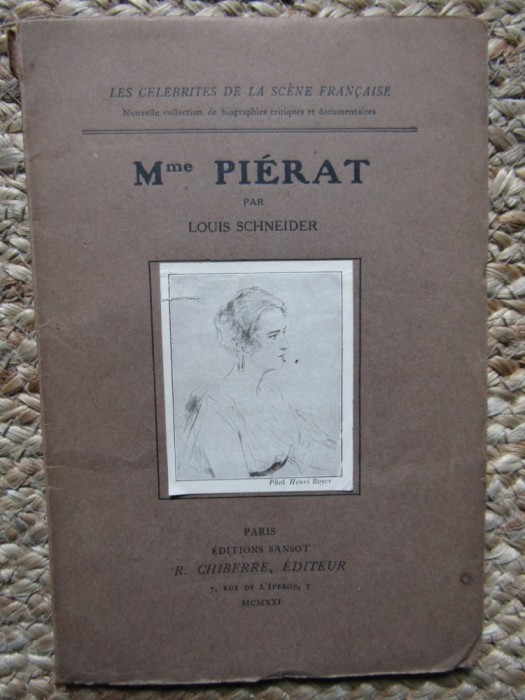 LES CELEBRITES DE LA SCÈNE FRANÇAISE
Nouvelle collection de biographies critiques et documentaires
Mme PIÉRAT
PAR
LOUIS SCHNEIDER
Phot. Henri Royer
PARIS
ÉDITIONS SANSOT
R. CHIBERRE, ÉDITEUR
7, RUE DE L'ÉPERON, 7
MCMXXI